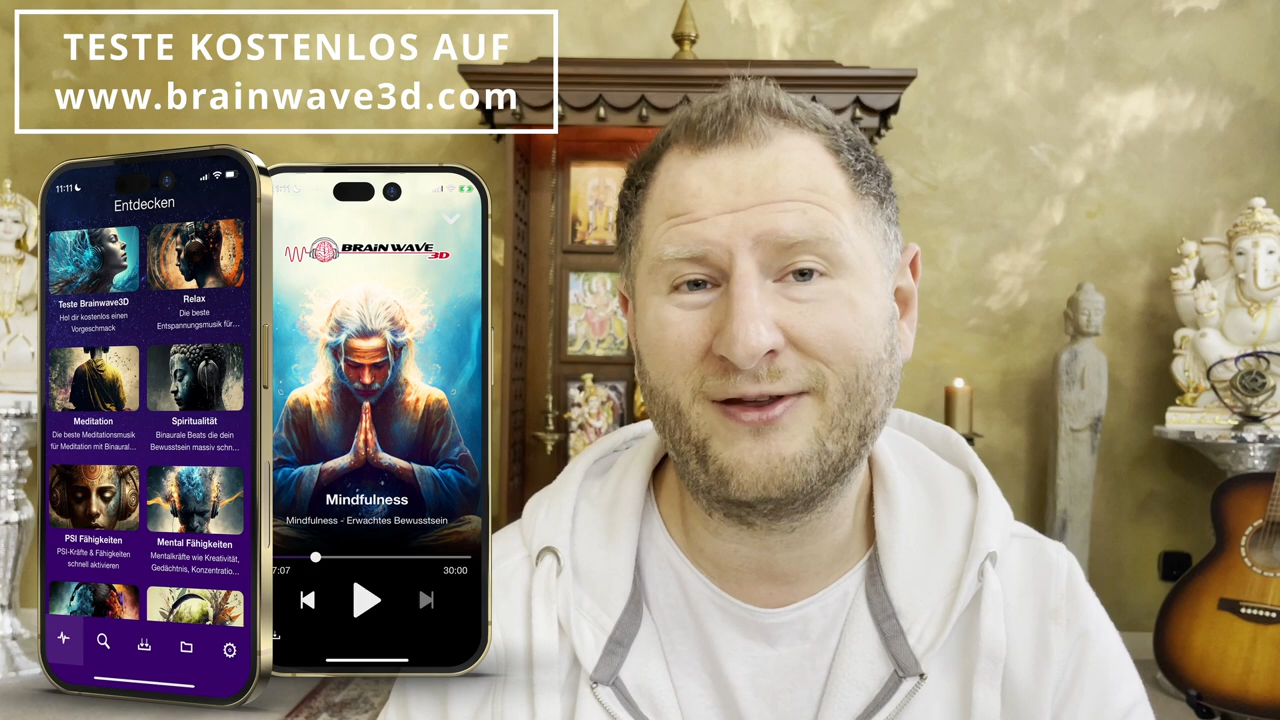 TESTE KOSTENLOS AUF
www.brainwave3d.com
11:11
Entdecken
Teste Brainwave3D
Hol dir kostenlos einen
Vorgeschmack
Relax
Die beste
Entspannungsmusik für...
Meditation
Die beste Meditationsmusik
für Meditation mit Binaural...
Spiritualität
Binaurale Beats die dein
Bewusstsein massiv schn...
PSI Fähigkeiten
PSI-Kräfte & Fähigkeiten
schnell aktivieren
Mental Fähigkeiten
Mentalkräfte wie Kreativität,
Gedächtnis, Konzentratio...
BRAIN WAVE
3D
Mindfulness
Mindfulness - Erwachtes Bewusstsein
7:07
30:00